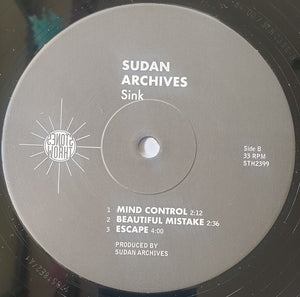 SUDAN
ARCHIVES
Sink
STONES
THROW
Side B
33 RPM
STH2399
1 MIND CONTROL 2:12
2 BEAUTIFUL MISTAKE 2:36
3 ESCAPE 4:00
PRODUCED BY
SUDAN ARCHIVES